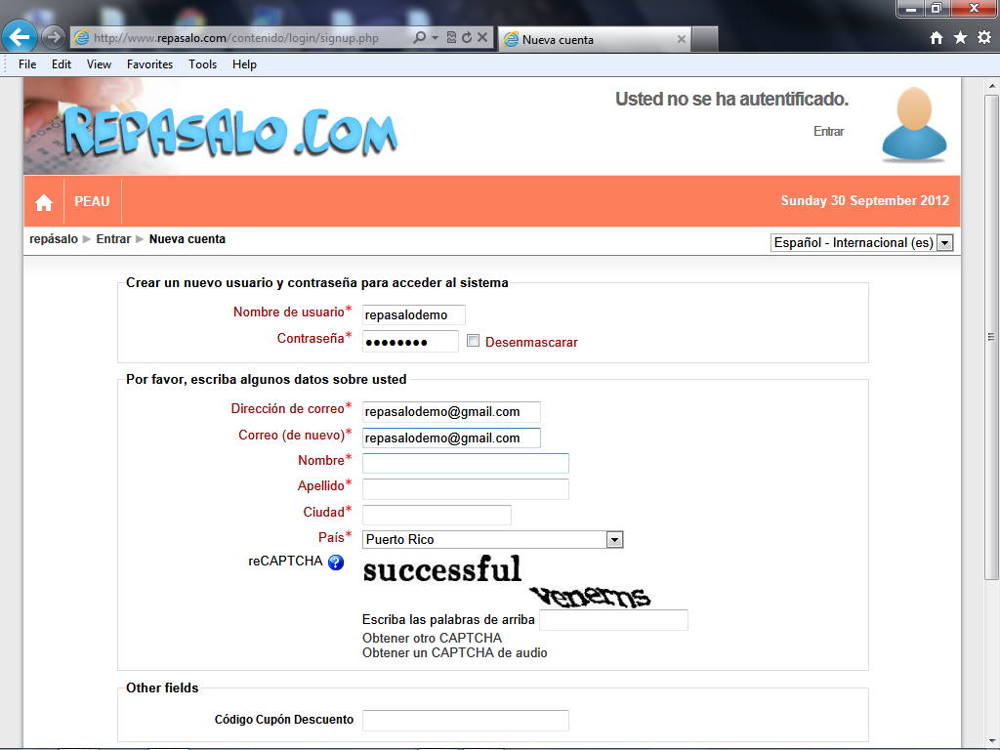 http://www.repasalo.com/contenido/login/signup.php
Nueva cuenta
File Edit View Favorites Tools Help
REPASALO.COM
Usted no se ha autentificado.
Entrar
PEAU
Sunday 30 September 2012
repásalo ► Entrar ► Nueva cuenta
Español - Internacional (es)
Crear un nuevo usuario y contraseña para acceder al sistema
Nombre de usuario* repasalodemo
Contraseña* ●●●●●●●● Desenmascarar
Por favor, escriba algunos datos sobre usted
Dirección de correo* repasalodemo@gmail.com
Correo (de nuevo)* repasalodemo@gmail.com
Nombre*
Apellido*
Ciudad*
País* Puerto Rico
reCAPTCHA ?
successful
Escriba las palabras de arriba
Obtener otro CAPTCHA
Obtener un CAPTCHA de audio
Other fields
Código Cupón Descuento